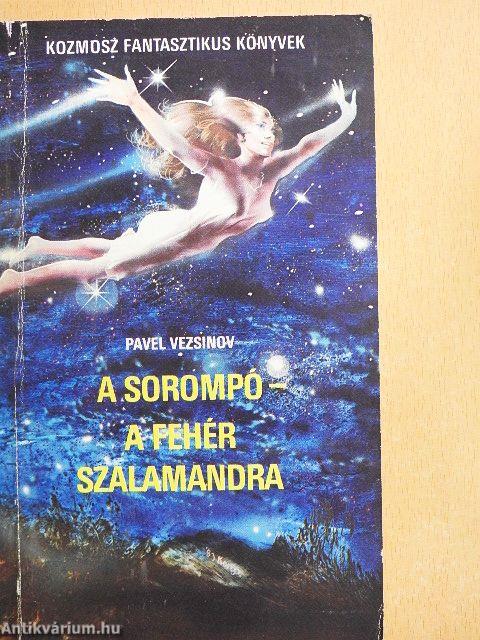 KOZMOSZ FANTASZTIKUS KÖNYVEK
PAVEL VEZSINOV
A SOROMPÓ –
A FEHÉR
SZALAMANDRA
Antikvárium.hu